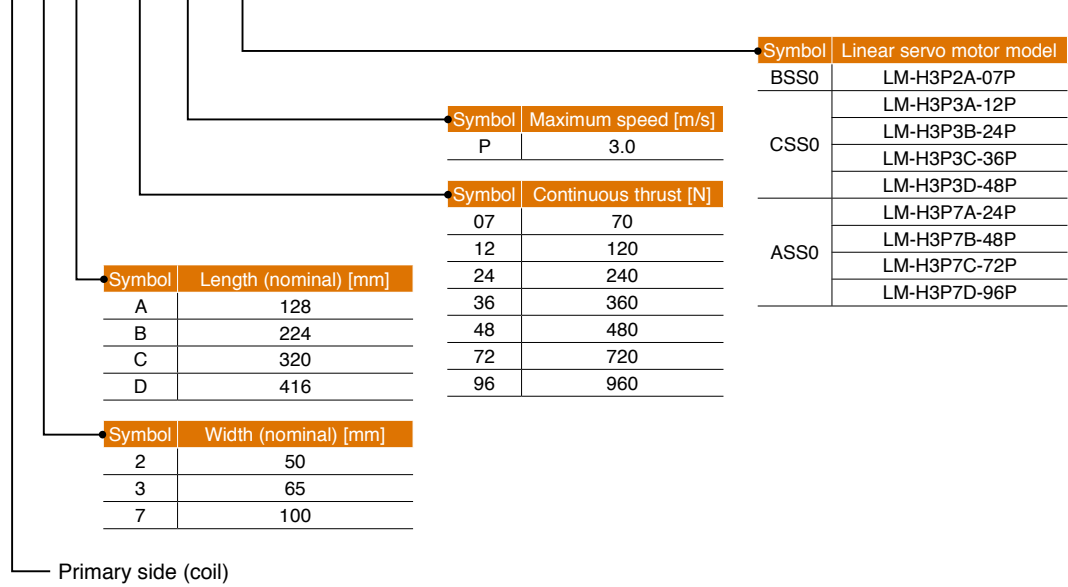 Symbol Linear servo motor model
BSS0 LM-H3P2A-07P
CSS0 LM-H3P3A-12P
LM-H3P3B-24P
LM-H3P3C-36P
LM-H3P3D-48P
ASS0 LM-H3P7A-24P
LM-H3P7B-48P
LM-H3P7C-72P
LM-H3P7D-96P
Symbol Maximum speed [m/s]
P 3.0
Symbol Continuous thrust [N]
07 70
12 120
24 240
36 360
48 480
72 720
96 960
Symbol Length (nominal) [mm]
A 128
B 224
C 320
D 416
Symbol Width (nominal) [mm]
2 50
3 65
7 100
Primary side (coil)